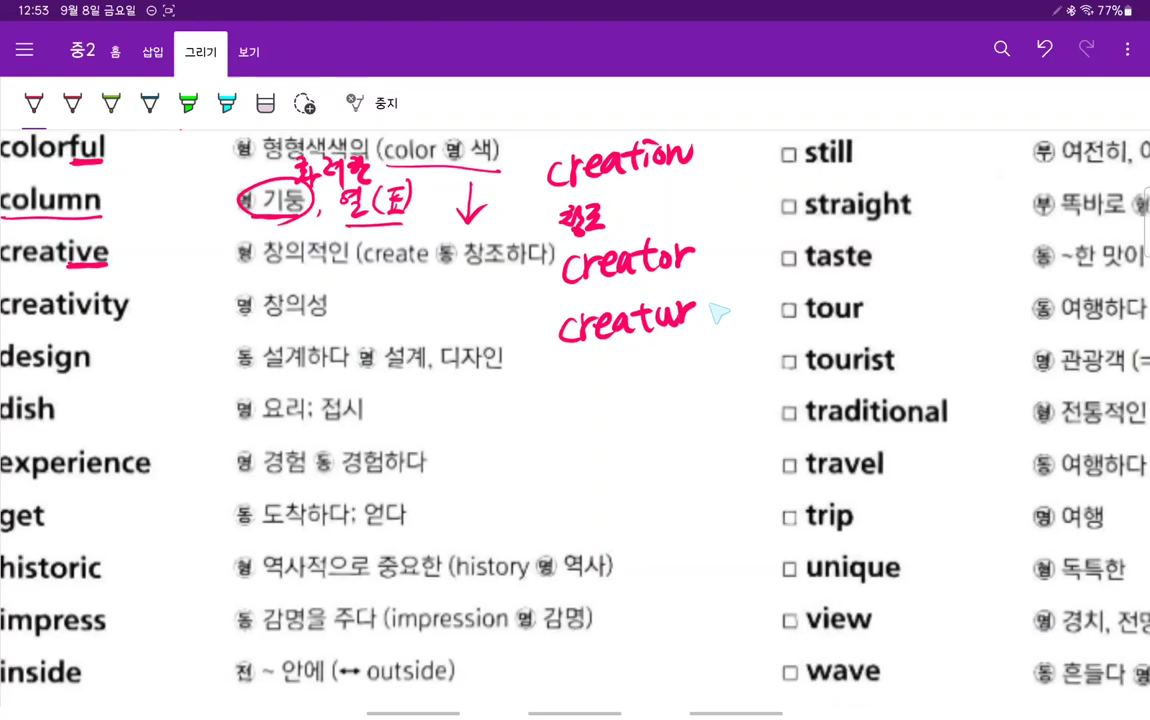 12:53 9월 8일 금요일 77%
중2 홈 삽입 그리기 보기
중지
colorful 형 형형색색의 (color 명 색)
화려한
column 명 기둥, 열(표)
creative 형 창의적인 (create 동 창조하다)
creativity 명 창의성
design 동 설계하다 명 설계, 디자인
dish 명 요리; 접시
experience 명 경험 동 경험하다
get 동 도착하다; 얻다
historic 형 역사적으로 중요한 (history 명 역사)
impress 동 감명을 주다 (impression 명 감명)
inside 전 ~ 안에 (↔ outside)
creation
창조
creator
creatur
still 부 여전히,
straight 부 똑바로 형
taste 동 ~한 맛이
tour 동 여행하다
tourist 명 관광객 (=
traditional 형 전통적인
travel 동 여행하다
trip 명 여행
unique 형 독특한
view 명 경치, 전망
wave 동 흔들다 명